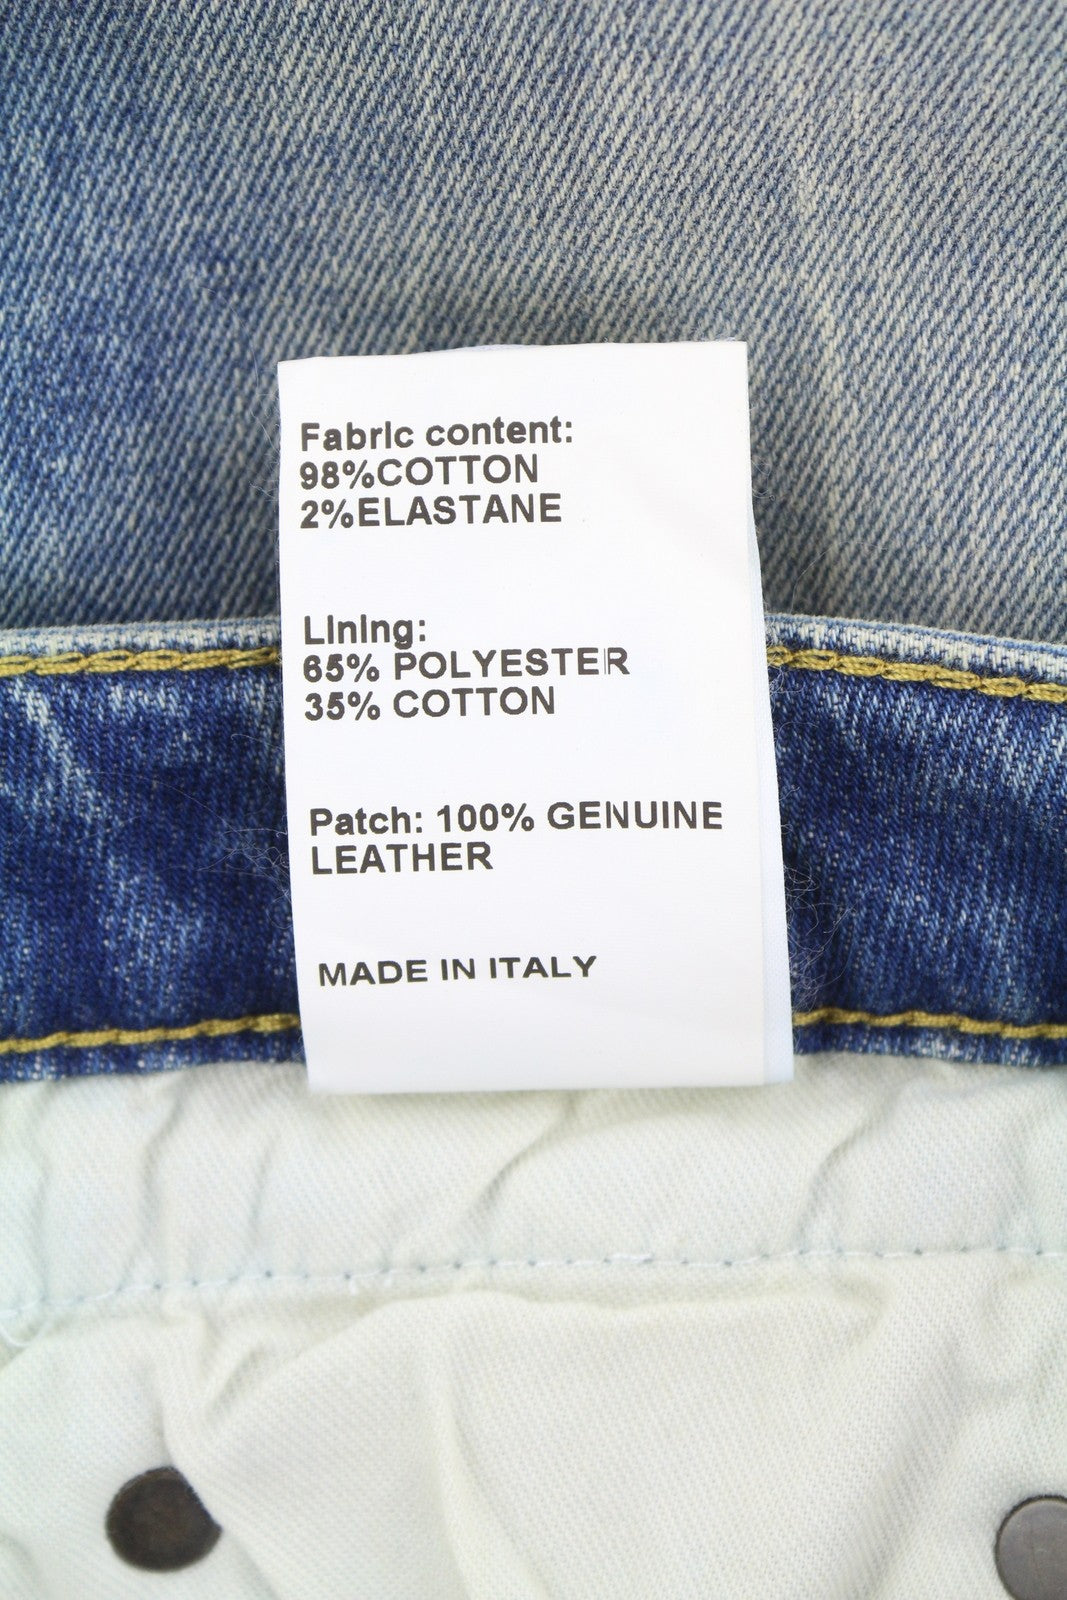 Fabric content:
98%COTTON
2%ELASTANE
Lining:
65% POLYESTER
35% COTTON
Patch: 100% GENUINE
LEATHER
MADE IN ITALY